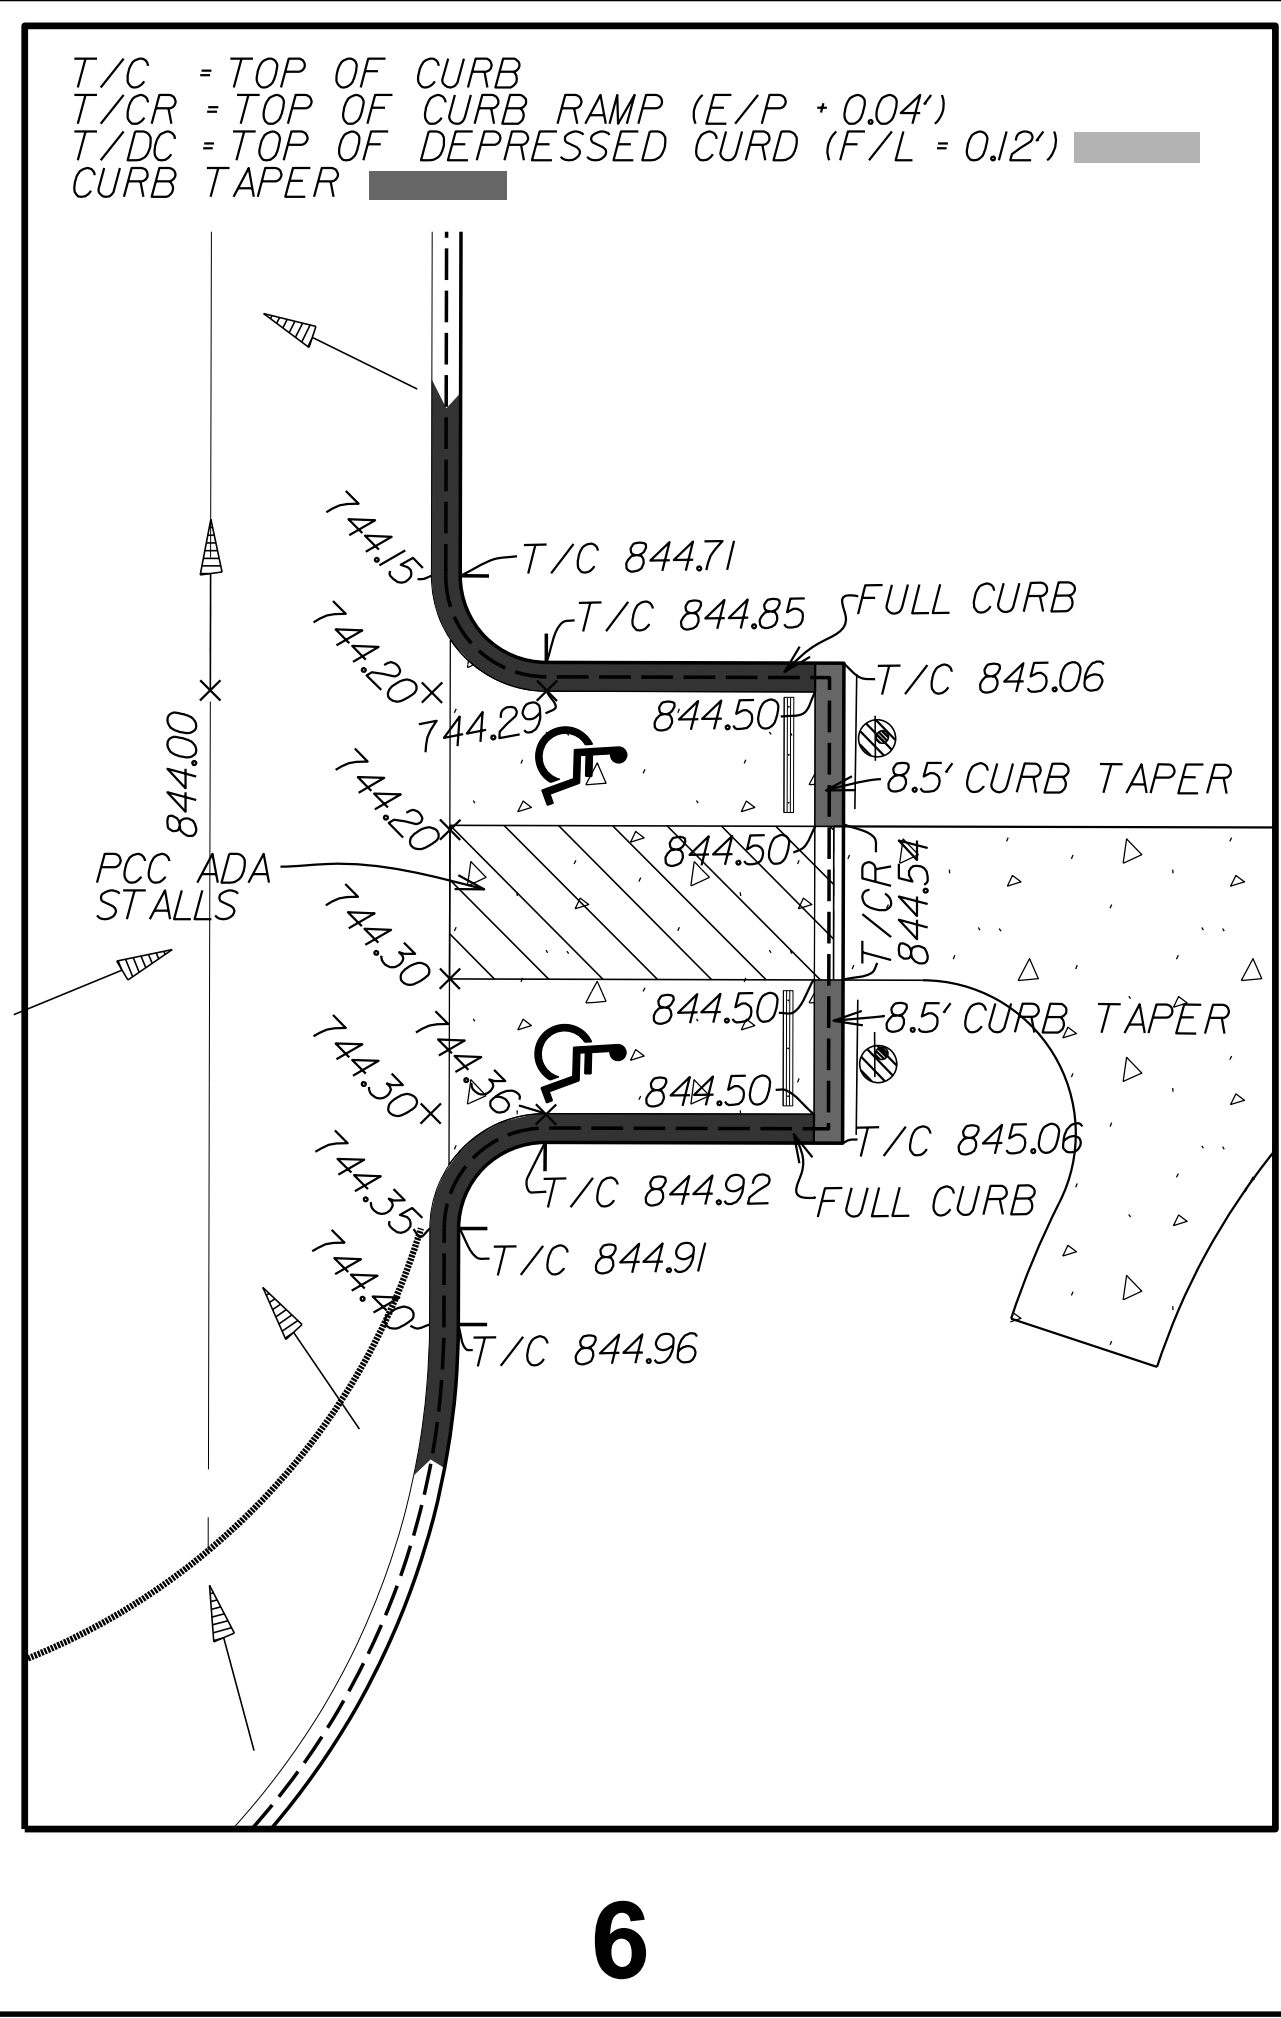 T/C = TOP OF CURB
T/CR = TOP OF CURB RAMP (E/P + 0.04')
T/DC = TOP OF DEPRESSED CURD (F/L = 0.12')
CURB TAPER
744.15
T/C 844.71
FULL CURB
T/C 844.85
744.20
T/C 845.06
844.00
744.29
844.50
8.5' CURB TAPER
744.20
844.50
PCC ADA
STALLS
T/CR
844.54
744.30
844.50
8.5' CURB TAPER
744.30
744.36
844.50
T/C 845.06
744.35
T/C 844.92
FULL CURB
T/C 844.91
744.40
T/C 844.96
6